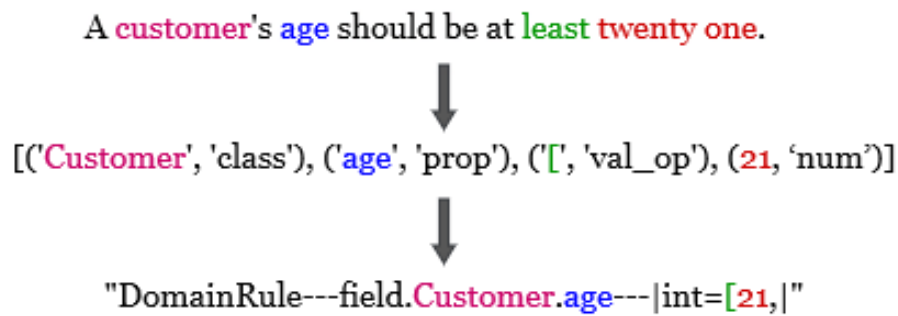 A customer's age should be at least twenty one.
[('Customer', 'class'), ('age', 'prop'), ('[', 'val_op'), (21, ‘num’)]
"DomainRule---field.Customer.age---|int=[21,|"